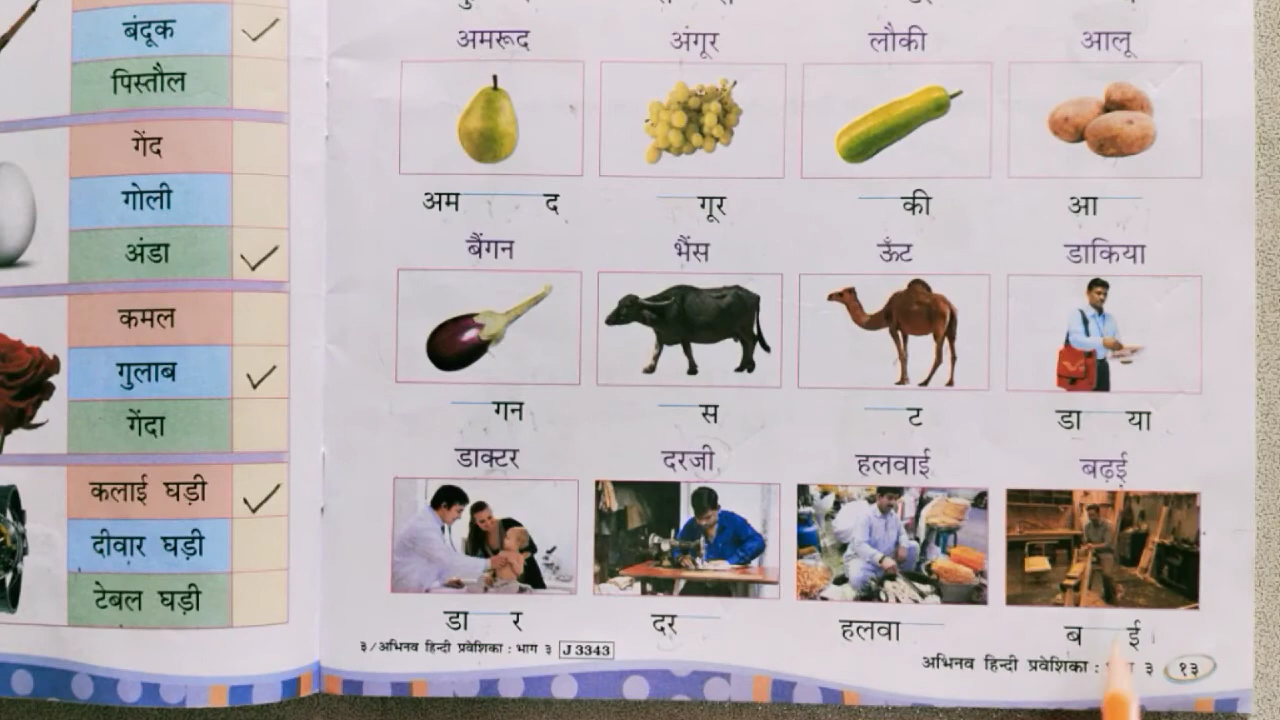 बंदूक
पिस्तौल
गेंद
गोली
अंडा
कमल
गुलाब
गेंदा
कलाई घड़ी
दीवार घड़ी
टेबल घड़ी
अमरूद अंगूर लौकी आलू
अम द गूर की आ
बैंगन भैंस ऊँट डाकिया
गन स ट डा या
डाक्टर दरजी हलवाई बढ़ई
डा र दर हलवा ब ई
३/अभिनव हिन्दी प्रवेशिका : भाग ३ J 3343
अभिनव हिन्दी प्रवेशिका : ३ १३